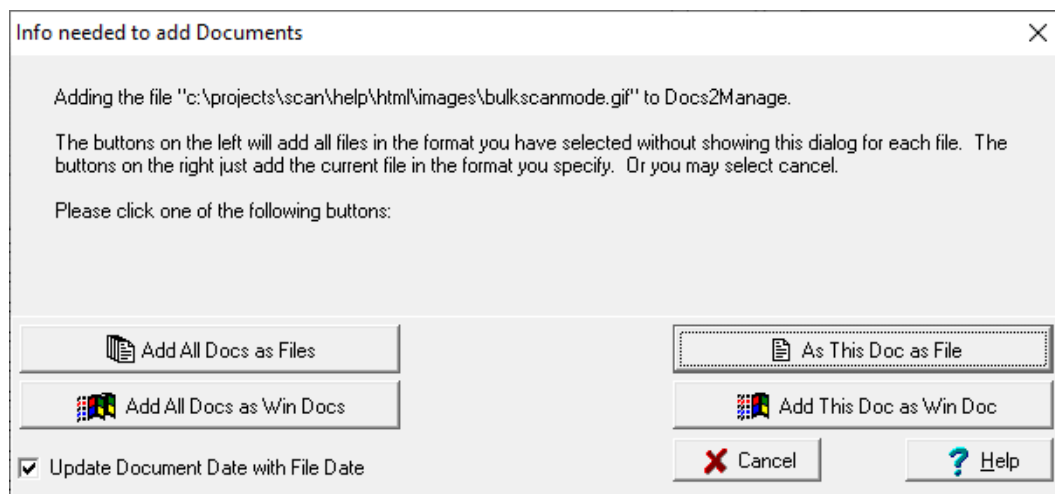 Info needed to add Documents
Adding the file "c:\projects\scan\help\html\images\bulkscanmode.gif" to Docs2Manage.
The buttons on the left will add all files in the format you have selected without showing this dialog for each file.  The
buttons on the right just add the current file in the format you specify.  Or you may select cancel.
Please click one of the following buttons:
Add All Docs as Files
As This Doc as File
Add All Docs as Win Docs
Add This Doc as Win Doc
Update Document Date with File Date
Cancel
Help